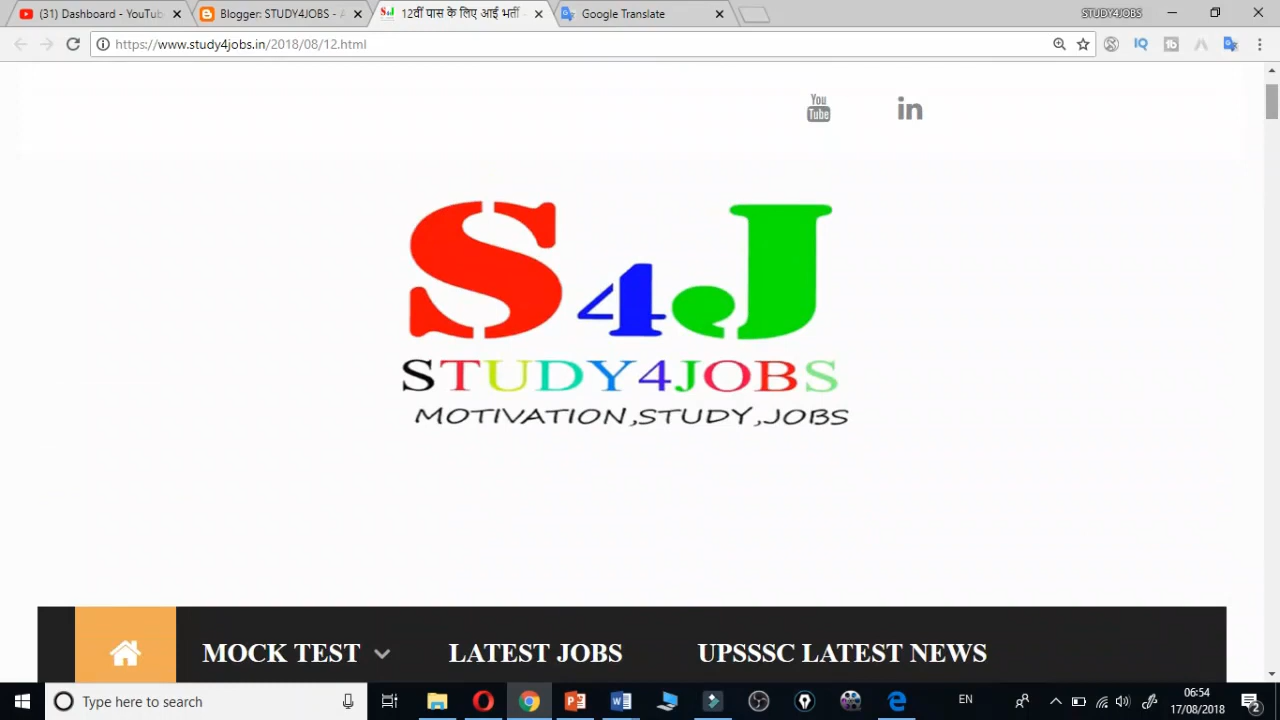 (31) Dashboard - YouTub
Blogger: STUDY4JOBS - A
12वीं पास के लिए आई भर्ती -
Google Translate
STUDY4JOBS
https://www.study4jobs.in/2018/08/12.html
You
Tube
in
S4J
STUDY4JOBS
MOTIVATION,STUDY,JOBS
MOCK TEST
LATEST JOBS
UPSSSC LATEST NEWS
Type here to search
EN
06:54
17/08/2018
2